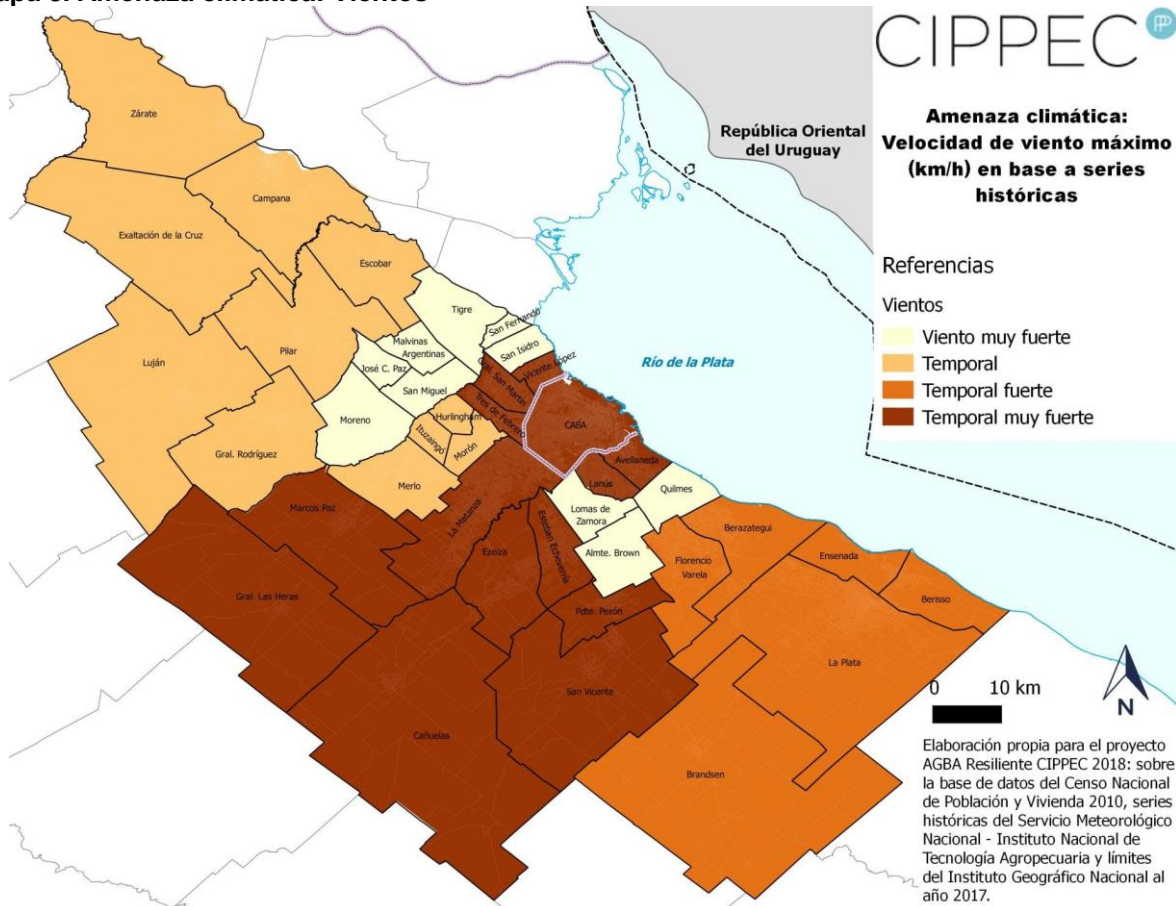 apa 3. Amenaza climática: Vientos
CIPPEC
PP
Amenaza climática:
Velocidad de viento máximo
(km/h) en base a series
históricas
Referencias
Vientos
Viento muy fuerte
Temporal
Temporal fuerte
Temporal muy fuerte
República Oriental
del Uruguay
Río de la Plata
Zárate
Campana
Exaltación de la Cruz
Escobar
Tigre
San Fernando
San Isidro
Malvinas
Argentinas
Luján
Pilar
José C. Paz
San Miguel
Vicente López
Gral. San Martín
Tres de Febrero
Moreno
Hurlingham
Ituzaingó
Morón
CABA
Gral. Rodríguez
Merlo
Avellaneda
Lanús
Quilmes
Marcos Paz
La Matanza
Lomas de
Zamora
Esteban Echeverría
Ezeiza
Almte. Brown
Berazategui
Florencio
Varela
Ensenada
Berisso
Gral. Las Heras
Pdte. Perón
La Plata
San Vicente
Cañuelas
Brandsen
0 10 km
N
Elaboración propia para el proyecto
AGBA Resiliente CIPPEC 2018: sobre
la base de datos del Censo Nacional
de Población y Vivienda 2010, series
históricas del Servicio Meteorológico
Nacional - Instituto Nacional de
Tecnología Agropecuaria y límites
del Instituto Geográfico Nacional al
año 2017.